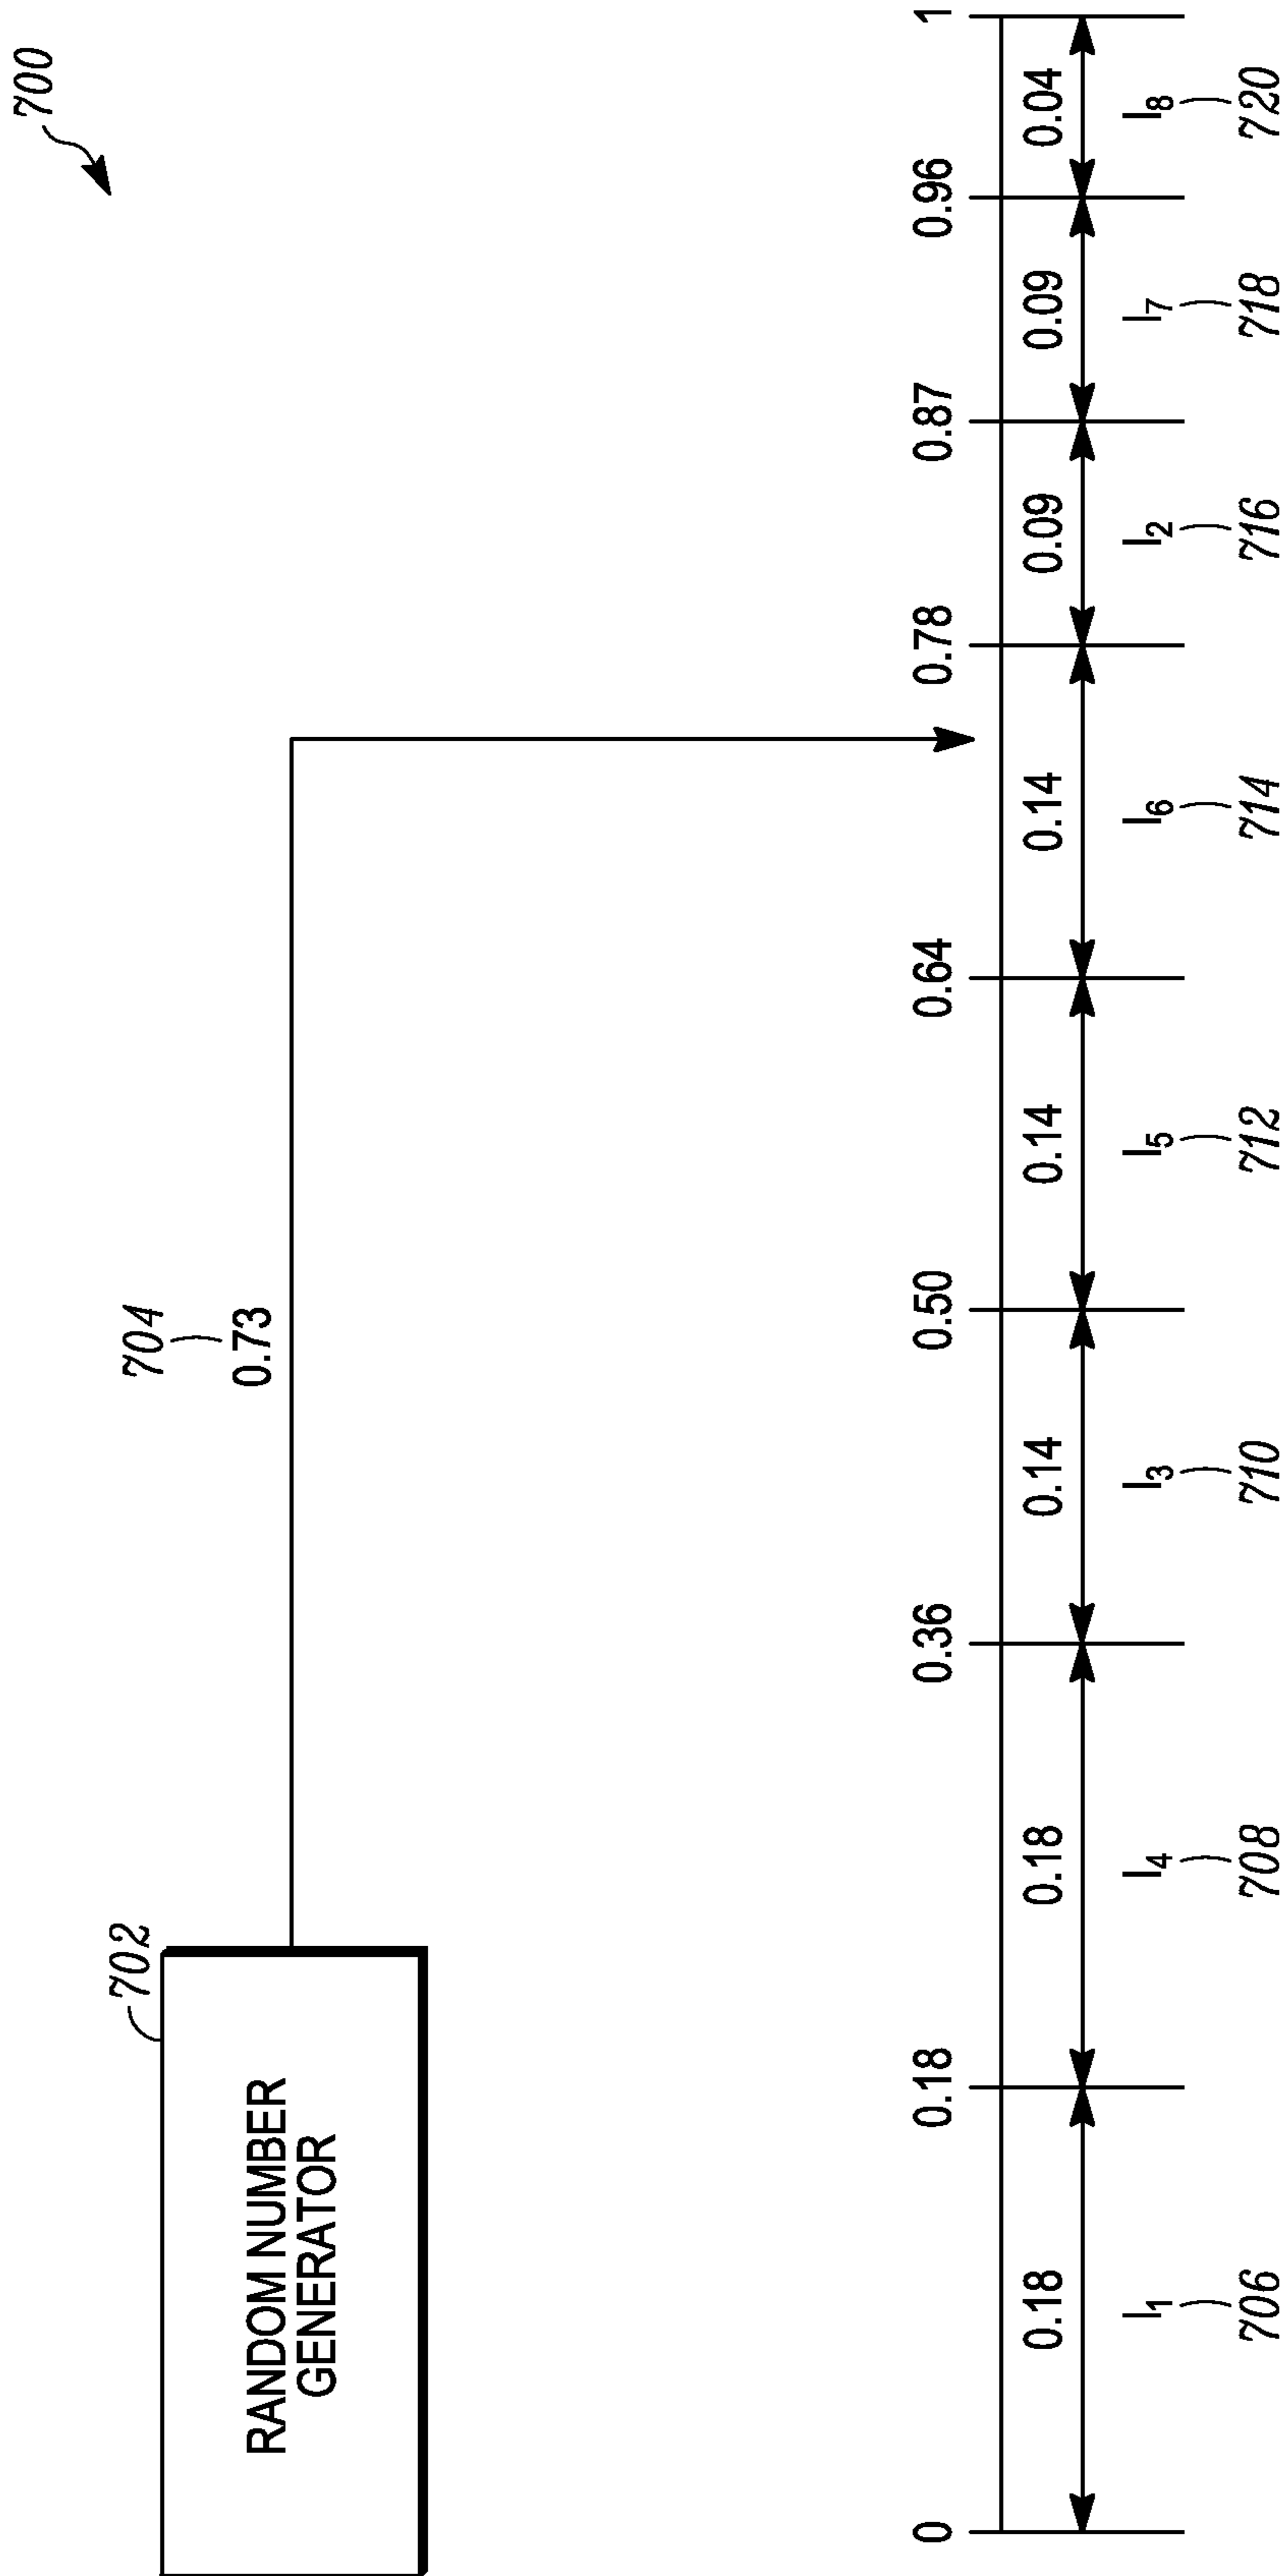 700
702
RANDOM NUMBER
GENERATOR
704
0.73
0
0.18
0.36
0.50
0.64
0.78
0.87
0.96
1
0.18
0.18
0.14
0.14
0.14
0.09
0.09
0.04
I₁
I₄
I₃
I₅
I₆
I₂
I₇
I₈
706
708
710
712
714
716
718
720